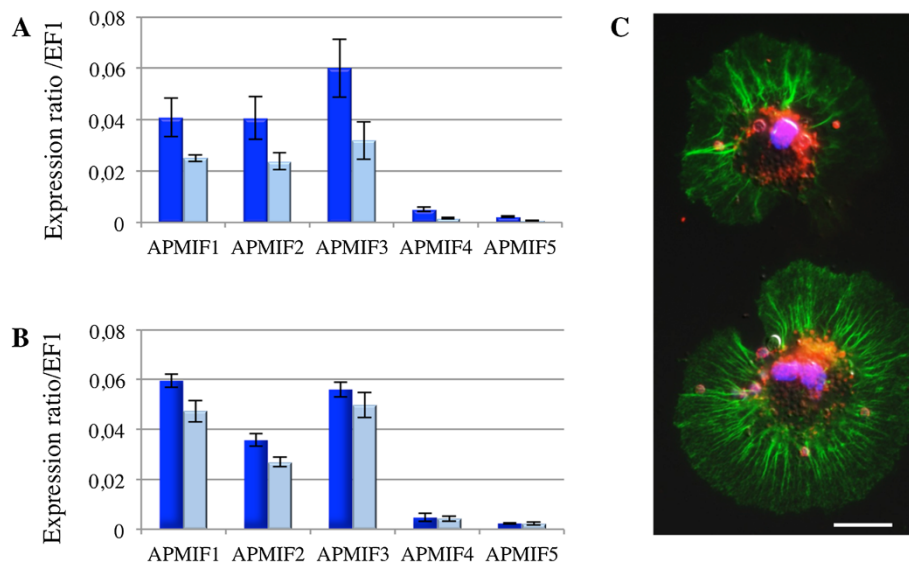 A
Expression ratio /EF1
0,08
0.06
0.04
0,02
0
APMIF1 APMIF2 APMIF3 APMIF4 APMIF5
B
Expression ratio/EF1
0,08
0.06
0,04
0,02
0
APMIF1 APMIF2 APMIF3 APMIF4 APMIF5
C